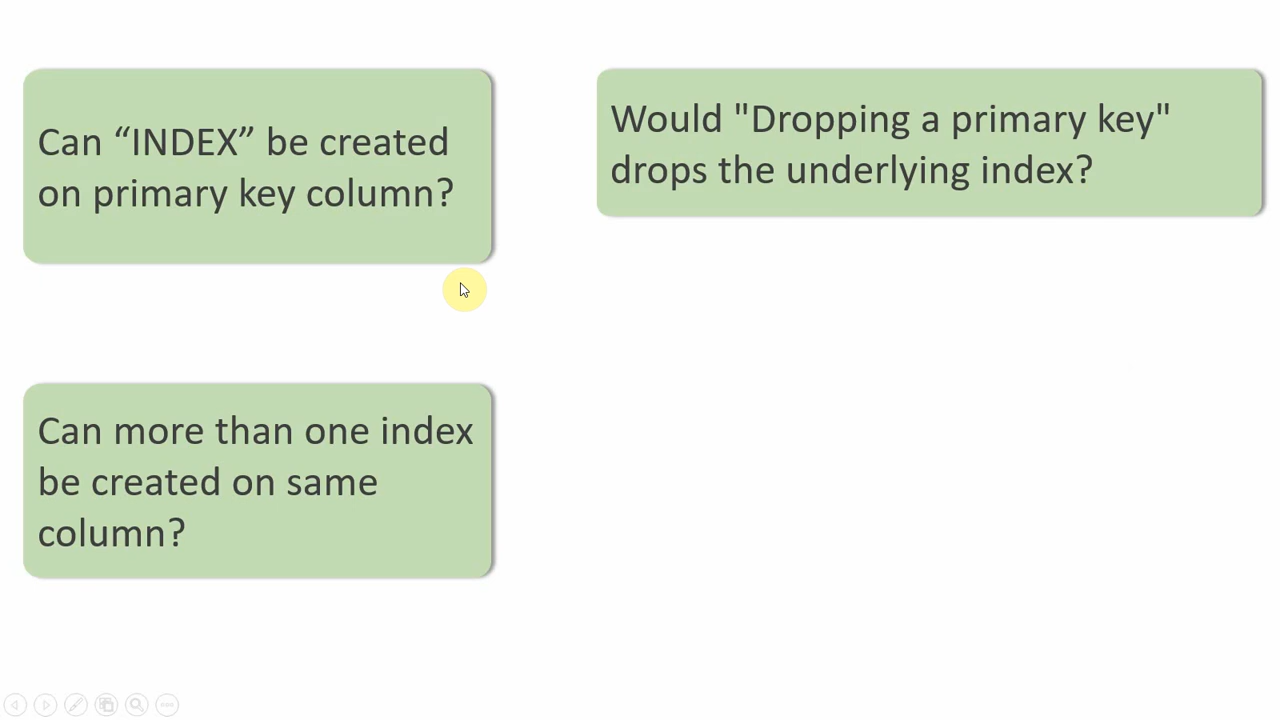 Can “INDEX” be created
on primary key column?
Would "Dropping a primary key"
drops the underlying index?
Can more than one index
be created on same
column?